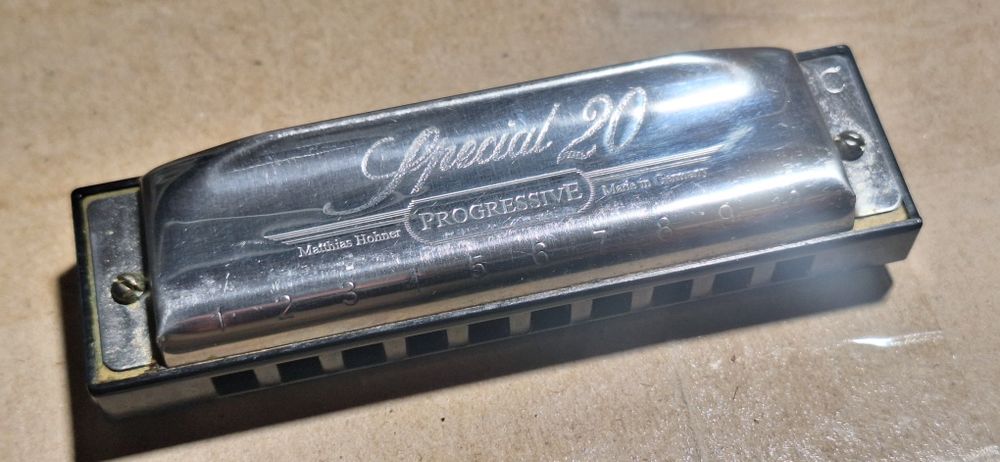 Special 20
C
PROGRESSIVE
Matthias Hohner Made in Germany
1 2 3 4 5 6 7 8 9